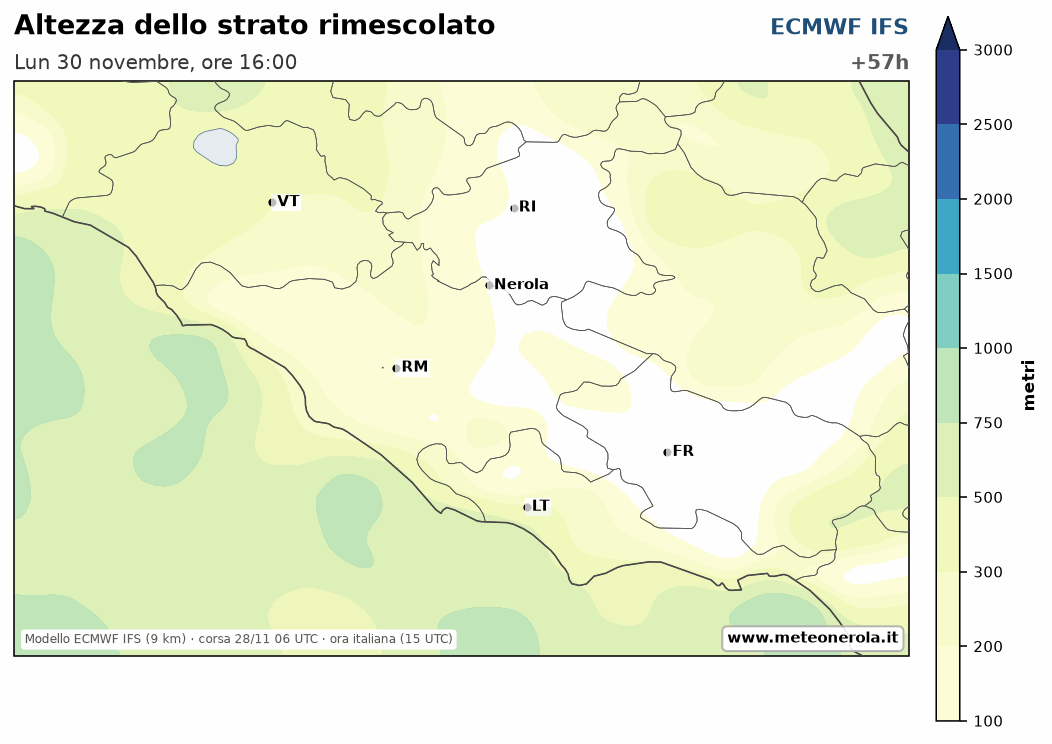 Altezza dello strato rimescolato
ECMWF IFS
Lun 30 novembre, ore 16:00
+57h
VT
RI
Nerola
RM
FR
LT
3000
2500
2000
1500
1000
750
500
300
200
100
metri
Modello ECMWF IFS (9 km) · corsa 28/11 06 UTC · ora italiana (15 UTC)
www.meteonerola.it